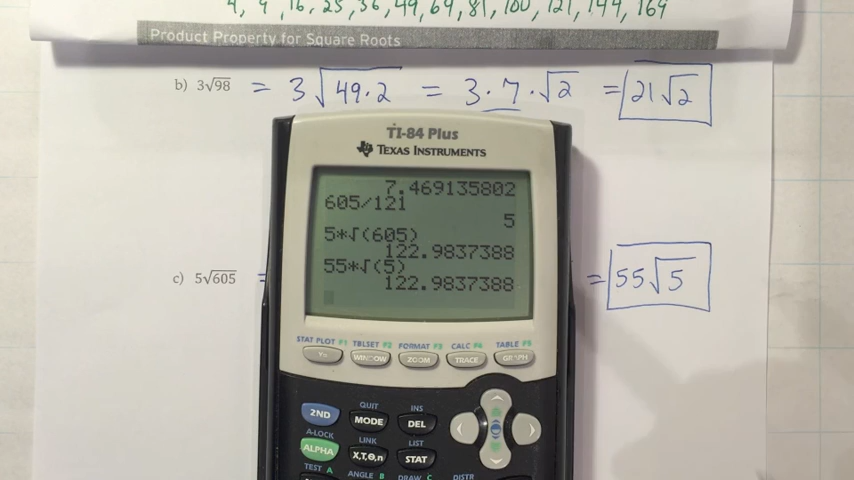 4, 9, 16, 25, 36, 49, 64, 81, 100, 121, 144, 169
Product Property for Square Roots
b) 3√98 = 3√49·2 = 3·7·√2 = 21√2
TI-84 Plus
TEXAS INSTRUMENTS
7.469135802
605/121
5
5*√(605)
122.9837388
55*√(5)
122.9837388
c) 5√605 = = 55√5
STAT PLOT F1 TBLSET F2 FORMAT F3 CALC F4 TABLE F5
Y= WINDOW ZOOM TRACE GRAPH
QUIT INS
2ND MODE DEL
A-LOCK LINK LIST
ALPHA X,T,θ,n STAT
TEST A ANGLE B DRAW C DISTR